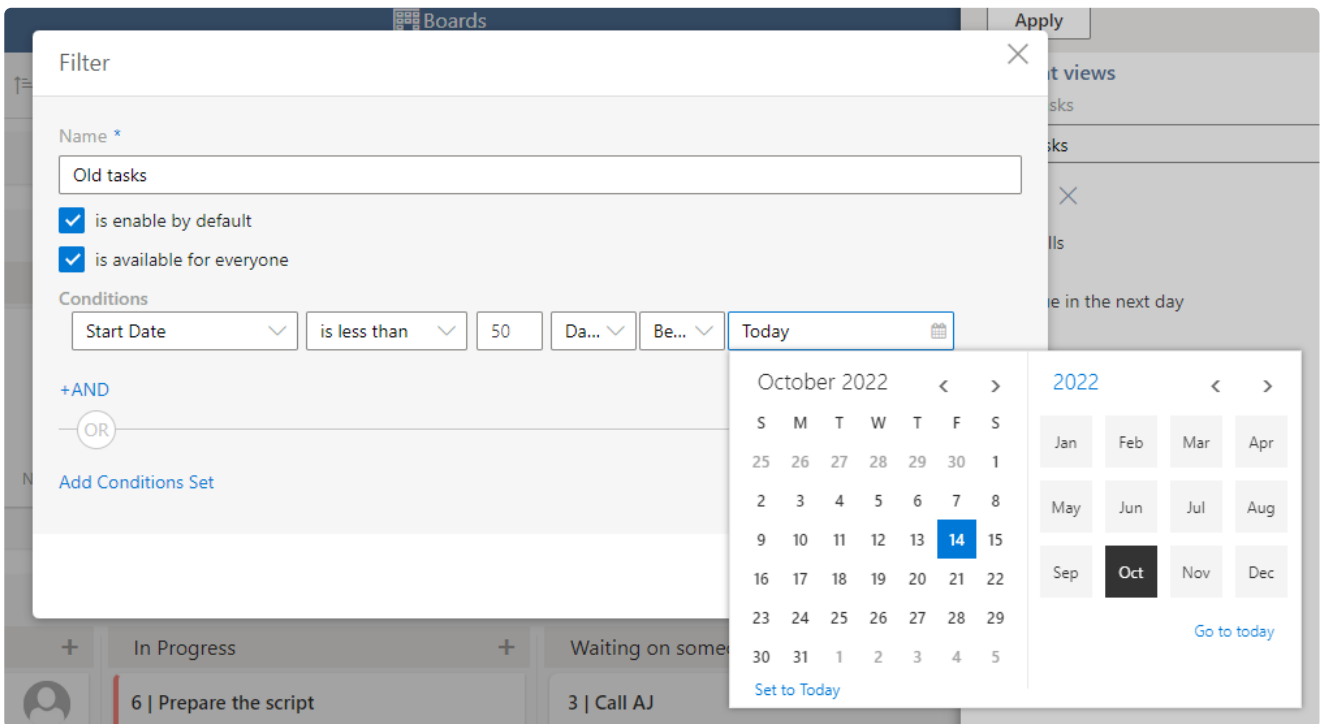 Boards
Apply
Filter
t views
sks
Name *
sks
Old tasks
is enable by default
is available for everyone
lls
Conditions
e in the next day
Start Date is less than 50 Da... Be... Today
+AND
OR
Add Conditions Set
October 2022
S M T W T F S
25 26 27 28 29 30 1
2 3 4 5 6 7 8
9 10 11 12 13 14 15
16 17 18 19 20 21 22
23 24 25 26 27 28 29
30 31 1 2 3 4 5
Set to Today
2022
Jan Feb Mar Apr
May Jun Jul Aug
Sep Oct Nov Dec
Go to today
N
In Progress
Waiting on some
6 | Prepare the script
3 | Call AJ